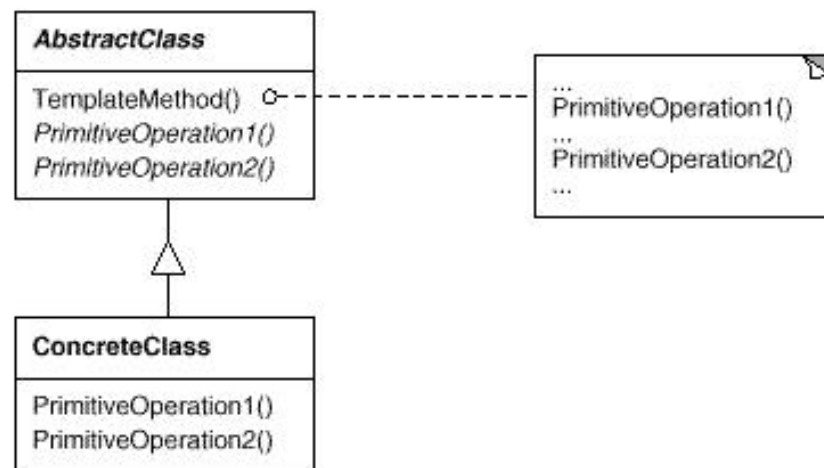 AbstractClass
TemplateMethod()
PrimitiveOperation1()
PrimitiveOperation2()
...
PrimitiveOperation1()
...
PrimitiveOperation2()
...
ConcreteClass
PrimitiveOperation1()
PrimitiveOperation2()